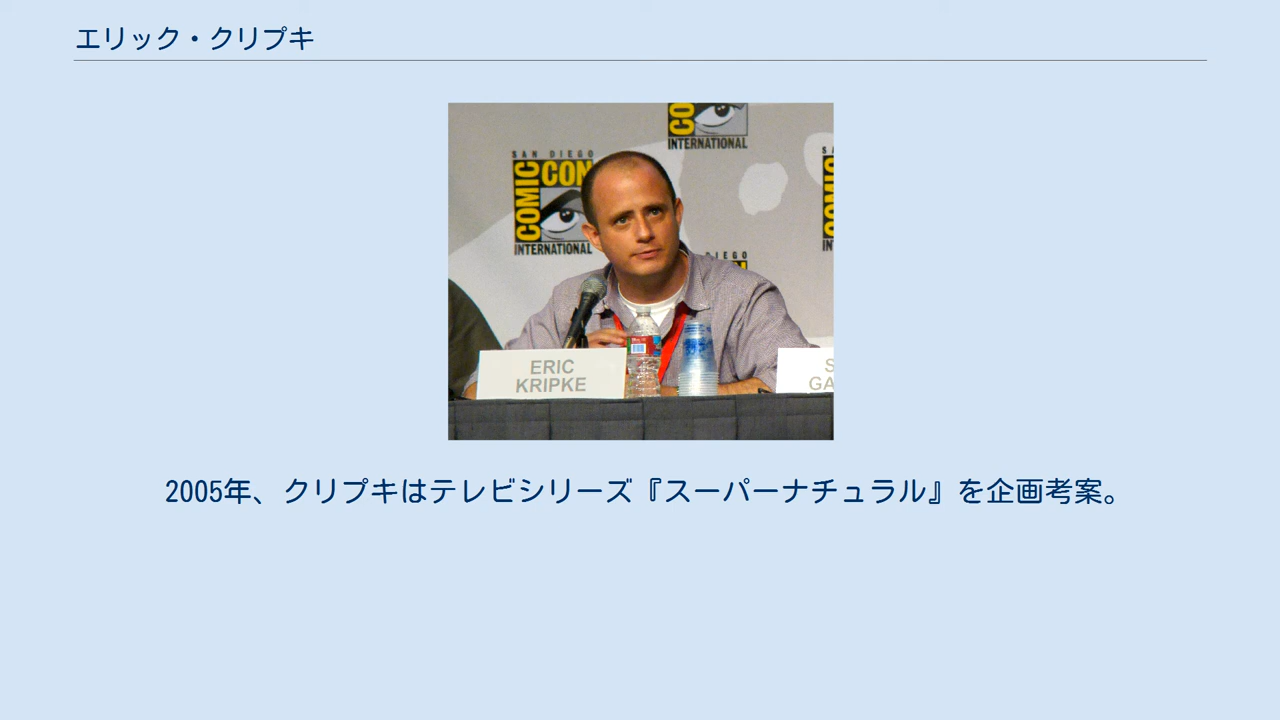 エリック・クリプキ
CO
INTERNATIONAL
SAN DIEGO
COMIC CON
INTERNATIONAL
ERIC
KRIPKE
2005年、クリプキはテレビシリーズ『スーパーナチュラル』を企画考案。